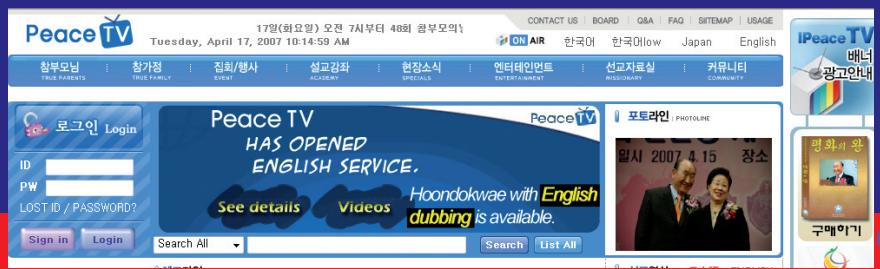 CONTACT US | BOARD | Q&A | FAQ | SIITEMAP | USAGE
Peace TV
17일(화요일) 오전 7시부터 48회 참부모의
Tuesday, April 17, 2007 10:14:59 AM
ON AIR 한국어 한국어low Japan English
참부모님 참가정 집회/행사 설교강좌 현장소식 엔터테인먼트 선교자료실 커뮤니티
TRUE PARENTS TRUE FAMILY EVENT ACADEMY SPECIALS ENTERTAINMENT MISSIONARY COMMUNITY
IPeace TV
배너
광고안내
로그인 Login
ID
PW
LOST ID / PASSWORD?
Sign in Login
Peace TV
Peace TV
HAS OPENED
ENGLISH SERVICE.
See details Videos
Hoondokwae with English
dubbing is available.
Search All Search List All
포토라인 | PHOTOLINE
일시 2007. 4. 15 장소
평화의 왕
구매하기